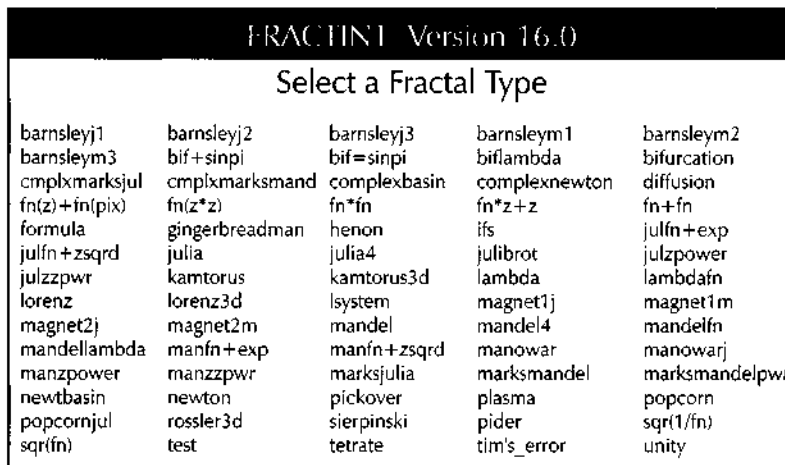 FRACTINT Version 16.0
Select a Fractal Type
barnsleyj1 barnsleyj2 barnsleyj3 barnsleym1 barnsleym2
barnsleym3 bif+sinpi bif=sinpi biflambda bifurcation
cmplxmarksjul cmplxmarksmand complexbasin complexnewton diffusion
fn(z)+fn(pix) fn(z*z) fn*fn fn*z+z fn+fn
formula gingerbreadman henon ifs julfn+exp
julfn+zsqrd julia julia4 julibrot julzpower
julzzpwr kamtorus kamtorus3d lambda lambdafn
lorenz lorenz3d lsystem magnet1j magnet1m
magnet2j magnet2m mandel mandel4 mandelfn
mandellambda manfn+exp manfn+zsqrd manowar manowarj
manzpower manzzpwr marksjulia marksmandel marksmandelpwr
newtbasin newton pickover plasma popcorn
popcornjul rossler3d sierpinski pider sqr(1/fn)
sqr(fn) test tetrate tim's_error unity